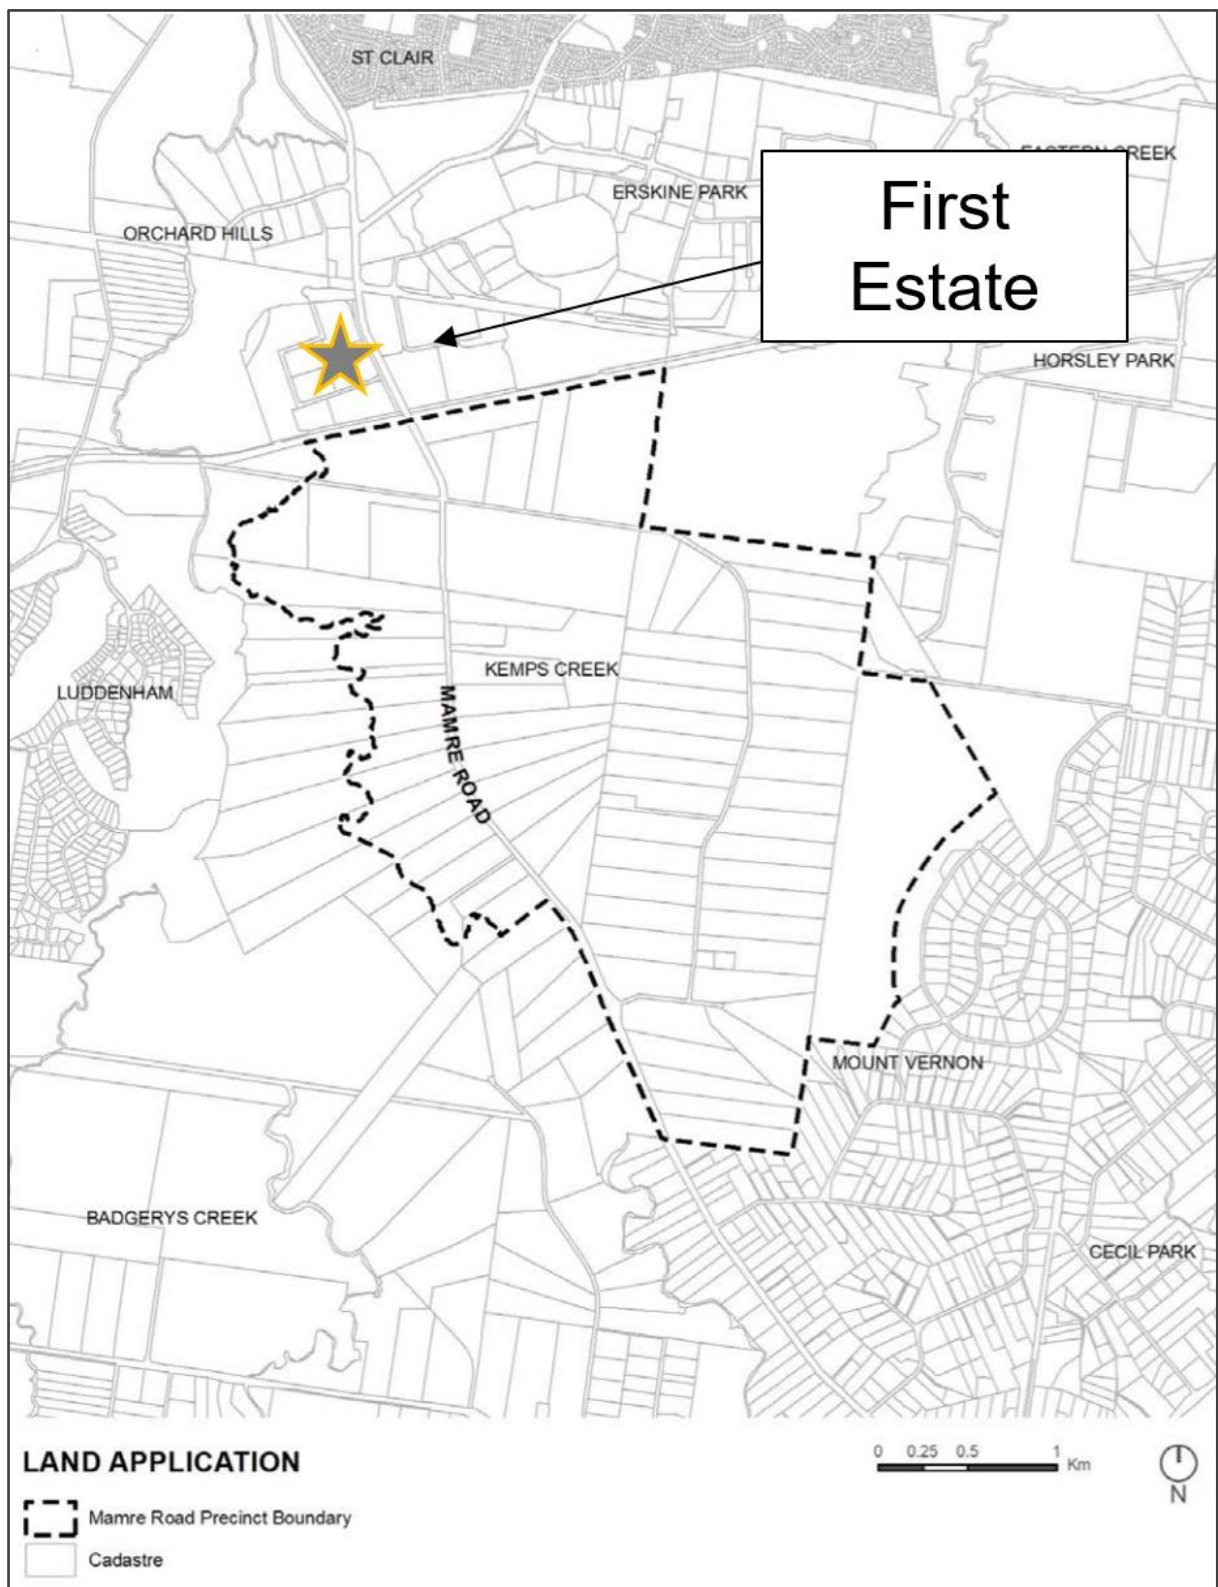 ST CLAIR
EASTERN CREEK
First
Estate
ERSKINE PARK
ORCHARD HILLS
HORSLEY PARK
KEMPS CREEK
LUDDENHAM
MAMRE ROAD
MOUNT VERNON
BADGERYS CREEK
CECIL PARK
LAND APPLICATION
0 0.25 0.5 1
Km
N
Mamre Road Precinct Boundary
Cadastre